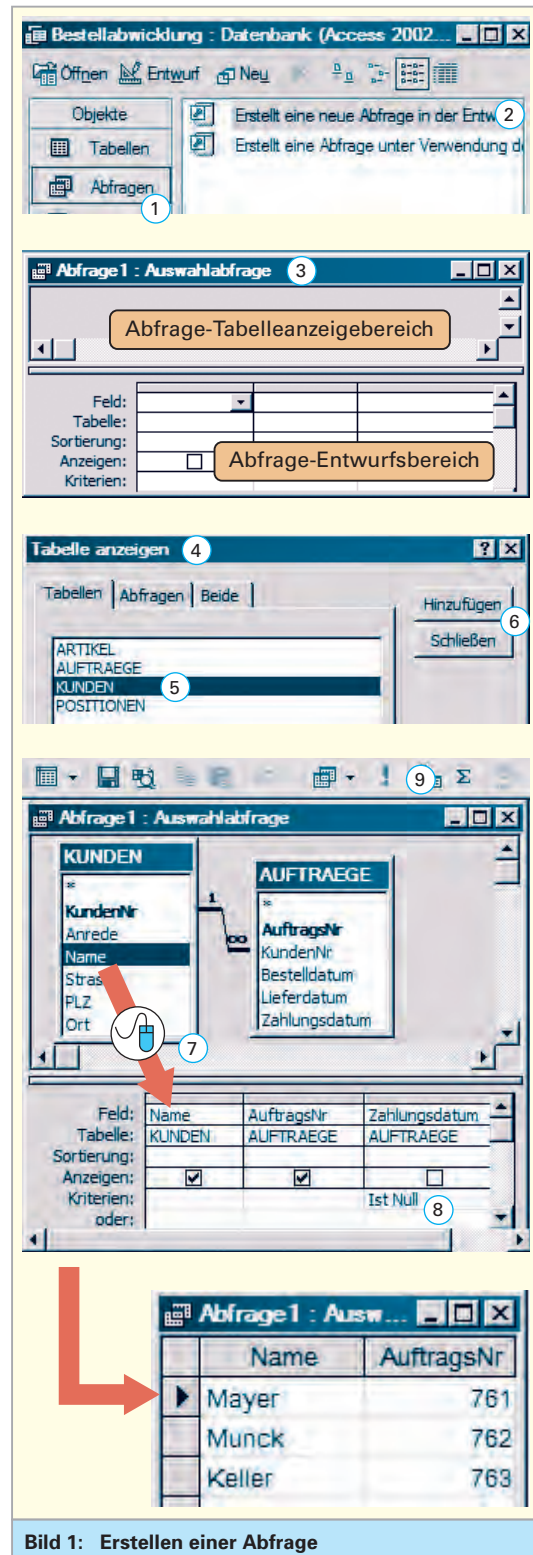 Bestellabwicklung : Datenbank (Access 2002...
Öffnen Entwurf Neu
Objekte
Erstellt eine neue Abfrage in der Entw 2
Tabellen
Erstellt eine Abfrage unter Verwendung d
Abfragen
1
Abfrage1 : Auswahlabfrage 3
Abfrage-Tabelleanzeigebereich
Feld:
Tabelle:
Sortierung:
Anzeigen:
Abfrage-Entwurfsbereich
Kriterien:
Tabelle anzeigen 4
Tabellen Abfragen Beide
Hinzufügen
6
Schließen
ARTIKEL
AUFTRAEGE
KUNDEN 5
POSITIONEN
9 Σ
Abfrage1 : Auswahlabfrage
KUNDEN
*
KundenNr
Anrede
Name
Stras
PLZ
Ort
1
∞
AUFTRAEGE
*
AuftragsNr
KundenNr
Bestelldatum
Lieferdatum
Zahlungsdatum
7
Feld: Name AuftragsNr Zahlungsdatum
Tabelle: KUNDEN AUFTRAEGE AUFTRAEGE
Sortierung:
Anzeigen:
Kriterien: Ist Null 8
oder:
Abfrage1 : Ausw...
Name AuftragsNr
Mayer 761
Munck 762
Keller 763
Bild 1: Erstellen einer Abfrage